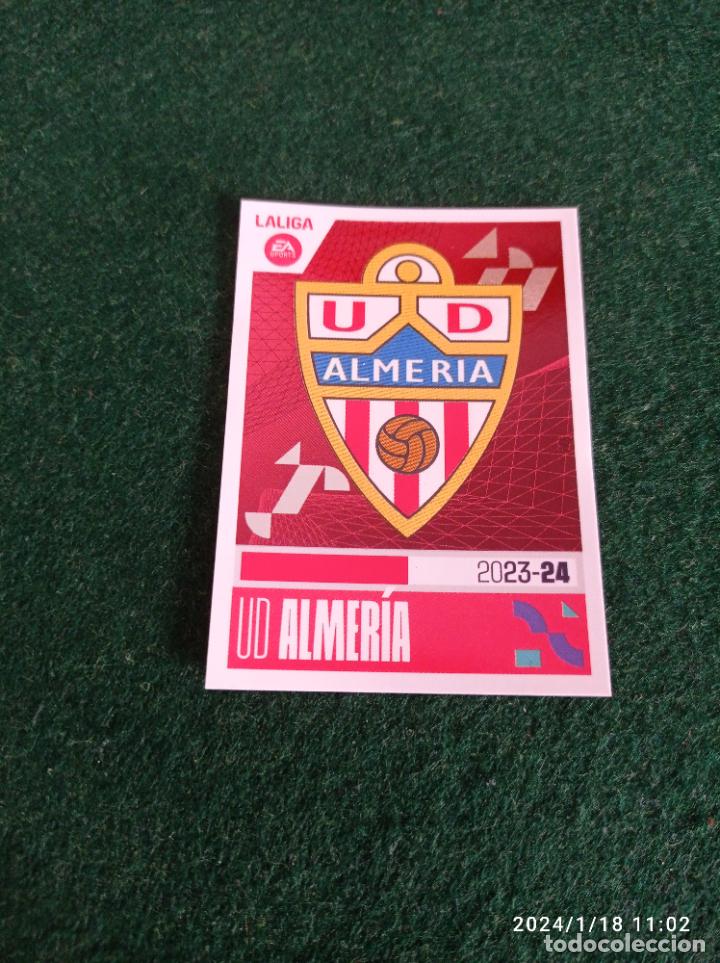 LALIGA
EA
SPORTS
U D
ALMERIA
2023-24
UD ALMERÍA
2024/1/18 11:02
todocoleccion